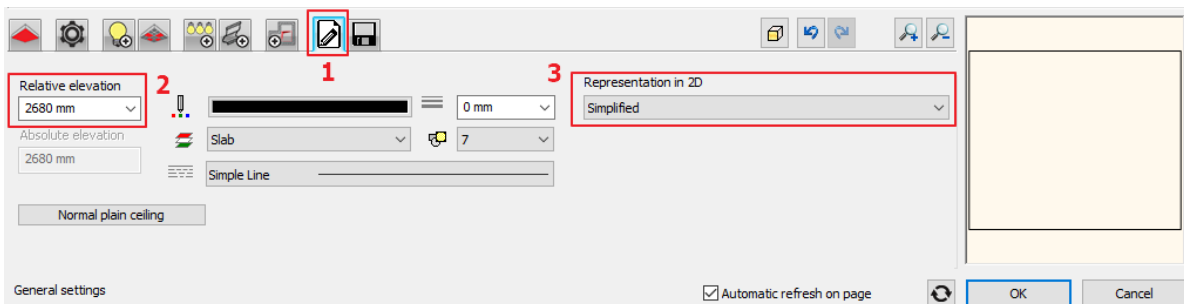 1
2
3
Relative elevation
2680 mm
0 mm
Representation in 2D
Simplified
Absolute elevation
2680 mm
Slab
7
Simple Line
Normal plain ceiling
General settings
Automatic refresh on page
OK
Cancel